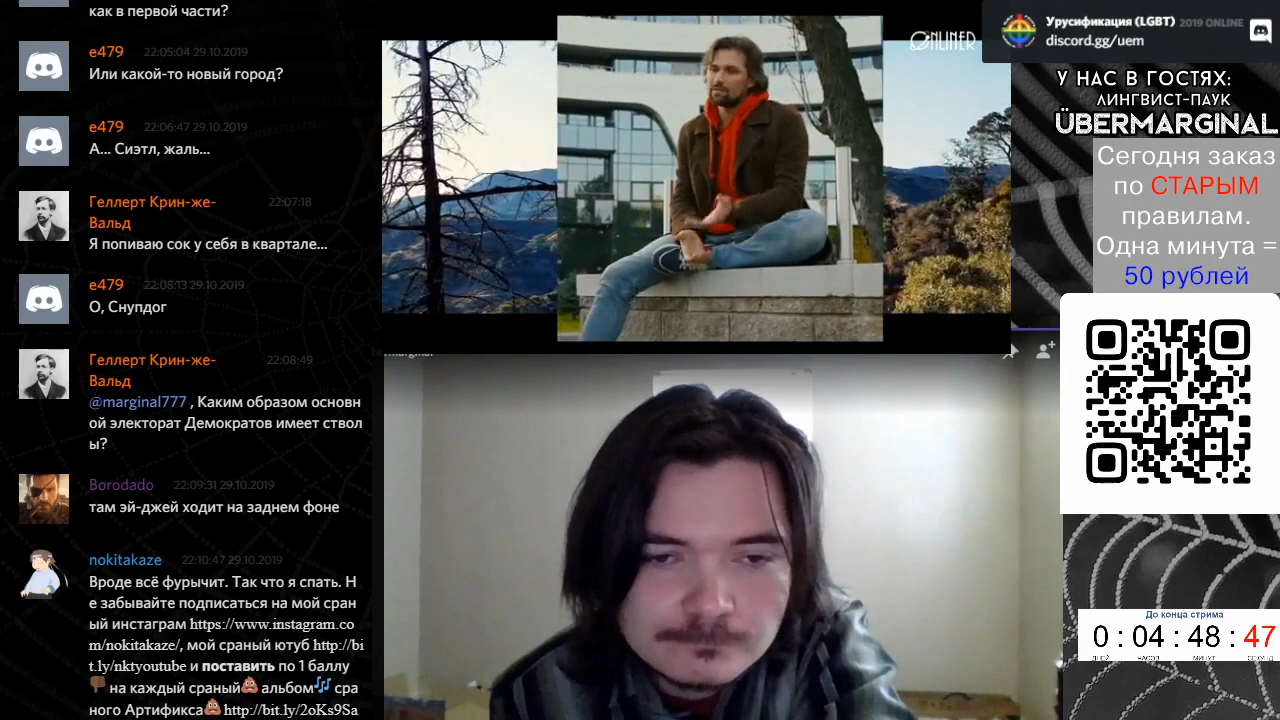 как в первой части?
e479 22:05:04 29.10.2019
Или какой-то новый город?
e479 22:06:47 29.10.2019
А... Сиэтл, жаль...
Геллерт Крин-же- 22:07:18
Вальд
Я попиваю сок у себя в квартале...
e479 22:08:13 29.10.2019
О, Снупдог
Геллерт Крин-же- 22:08:49
Вальд
@marginal777 , Каким образом основн
ой электорат Демократов имеет ствол
ы?
Borodado 22:09:31 29.10.2019
там эй-джей ходит на заднем фоне
nokitakaze 22:10:47 29.10.2019
Вроде всё фурычит. Так что я спать. Н
е забывайте подписаться на мой сран
ый инстаграм https://www.instagram.co
m/nokitakaze/, мой сраный ютуб http://bi
t.ly/nktyoutube и поставить по 1 баллу
👎🏾 на каждый сраный💩 альбом🎶 сра
ного Артификса💩 http://bit.ly/2oKs9Sa
ONLINER
Урусификация (LGBT) 2019 ONLINE
discord.gg/uem
У НАС В ГОСТЯХ:
ЛИНГВИСТ-ПАУК
ÜBERMARGINAL
Сегодня заказ
по СТАРЫМ
правилам.
Одна минута =
50 рублей
До конца стрима
0 : 04 : 48 : 47
ДНЕЙ ЧАСОВ МИНУТ СЕКУНД